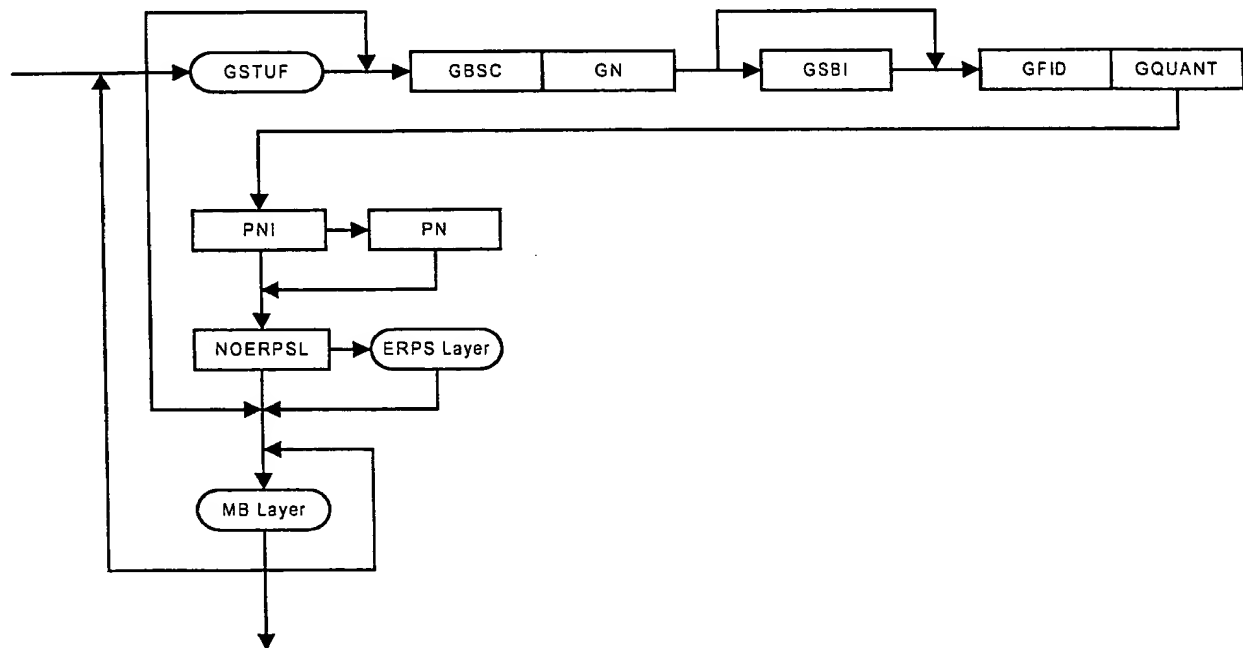 GSTUF
GBSC GN
GSBI
GFID GQUANT
PNI
PN
NOERPSL
ERPS Layer
MB Layer